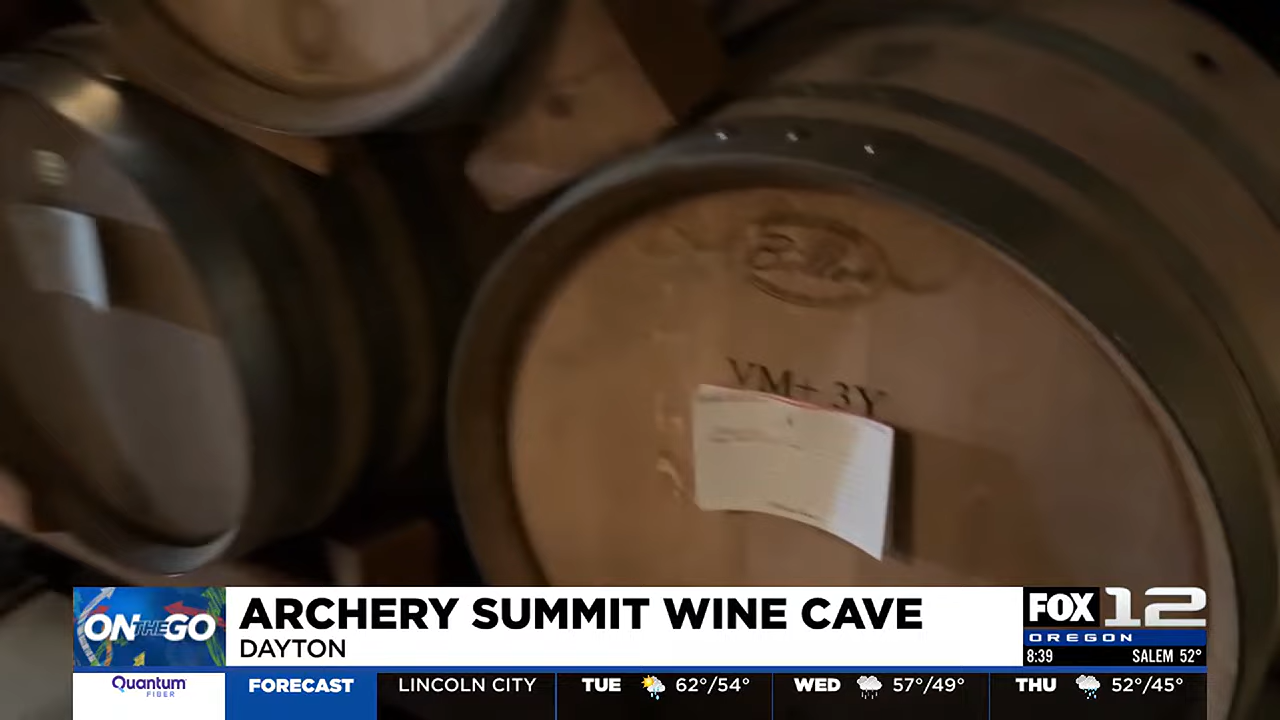 VM+ 3Y
ON THE GO
ARCHERY SUMMIT WINE CAVE
DAYTON
FOX 12
OREGON
8:39 SALEM 52°
Quantum
FIBER
FORECAST LINCOLN CITY TUE 62°/54° WED 57°/49° THU 52°/45°